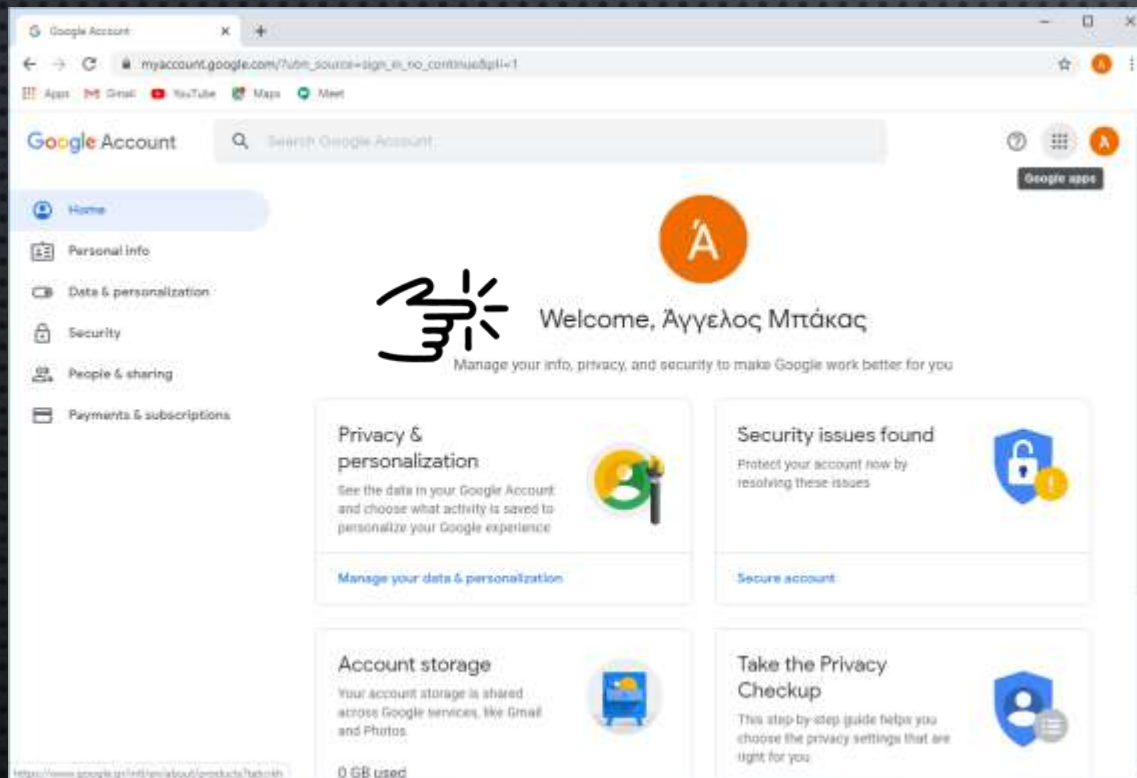 Google Account
myaccount.google.com/?utm_source=sign_in_no_continue&pli=1
Apps Gmail YouTube Maps Meet
Google Account
Search Google Account
Google apps
Home
Personal info
Data & personalization
Security
People & sharing
Payments & subscriptions
Ά
Welcome, Άγγελος Μπάκας
Manage your info, privacy, and security to make Google work better for you
Privacy &
personalization
See the data in your Google Account
and choose what activity is saved to
personalize your Google experience
Manage your data & personalization
Security issues found
Protect your account now by
resolving these issues
Secure account
Account storage
Your account storage is shared
across Google services, like Gmail
and Photos
0 GB used
Take the Privacy
Checkup
This step-by-step guide helps you
choose the privacy settings that are
right for you